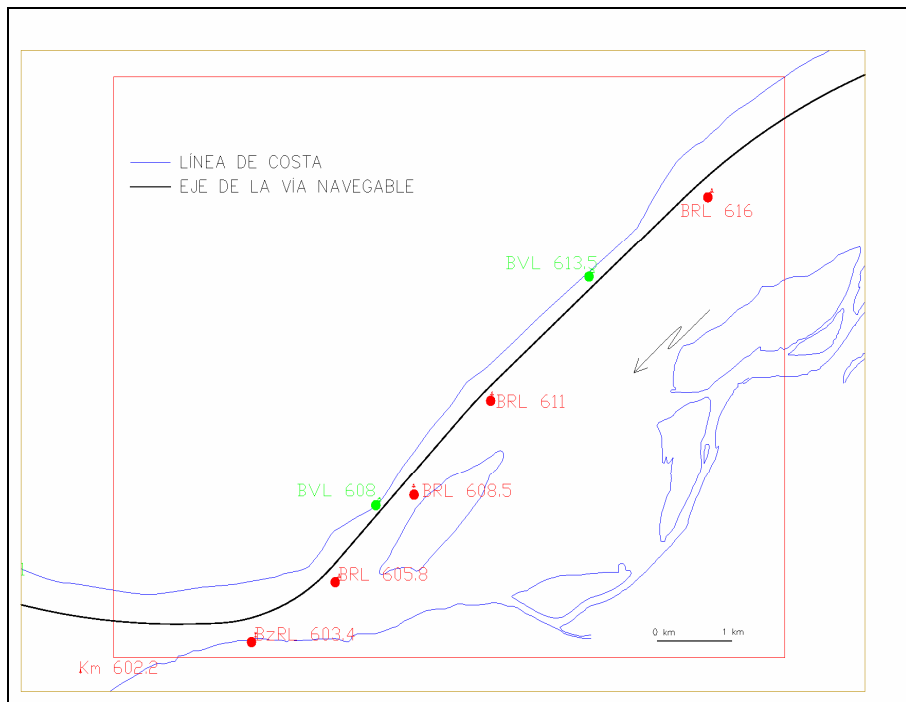 LÍNEA DE COSTA
EJE DE LA VÍA NAVEGABLE
BRL 616
BVL 613.5
BRL 611
BVL 608
BRL 608.5
BRL 605.8
BzRL 603.4
0 km 1 km
Km 602.2